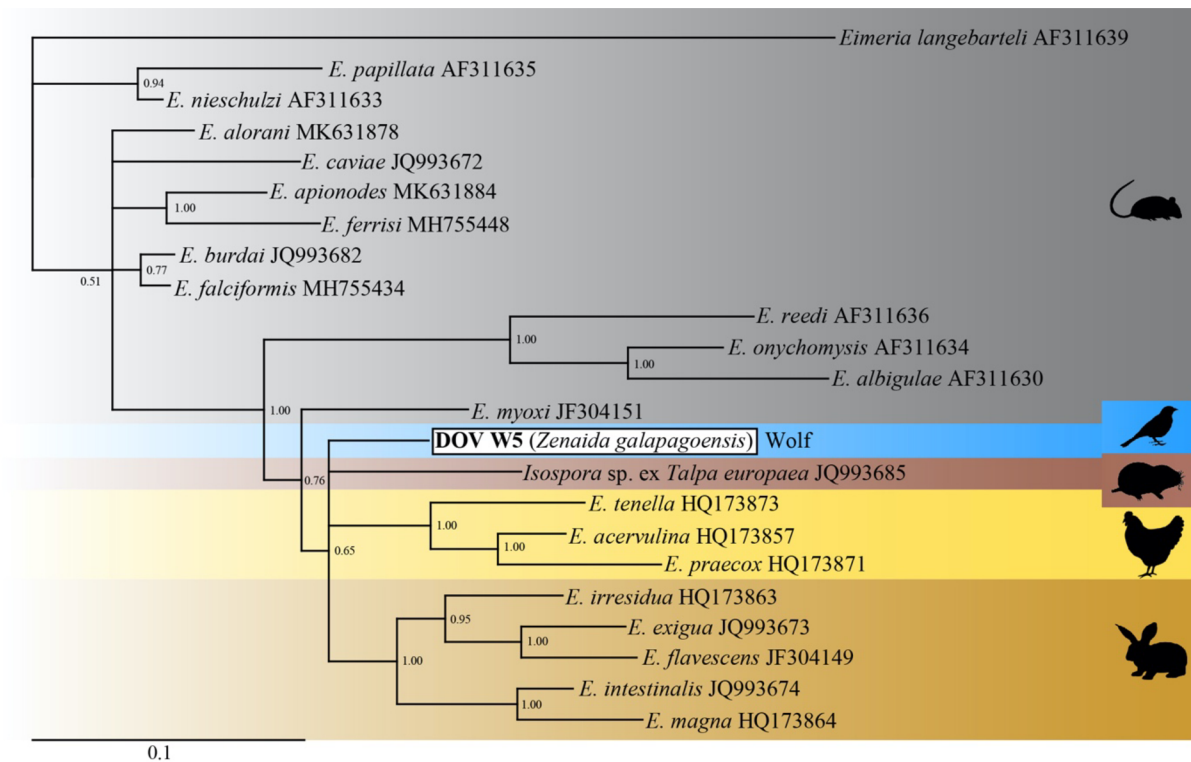 Eimeria langebarteli AF311639
E. papillata AF311635
0.94
E. nieschulzi AF311633
E. alorani MK631878
E. caviae JQ993672
E. apionodes MK631884
1.00
E. ferrisi MH755448
E. burdai JQ993682
0.77
0.51
E. falciformis MH755434
E. reedi AF311636
1.00
E. onychomysis AF311634
1.00
E. albigulae AF311630
1.00
E. myoxi JF304151
DOV W5 (Zenaida galapagoensis) Wolf
Isospora sp. ex Talpa europaea JQ993685
0.76
E. tenella HQ173873
1.00
E. acervulina HQ173857
1.00
0.65
E. praecox HQ173871
E. irresidua HQ173863
0.95
E. exigua JQ993673
1.00
E. flavescens JF304149
1.00
E. intestinalis JQ993674
1.00
E. magna HQ173864
0.1